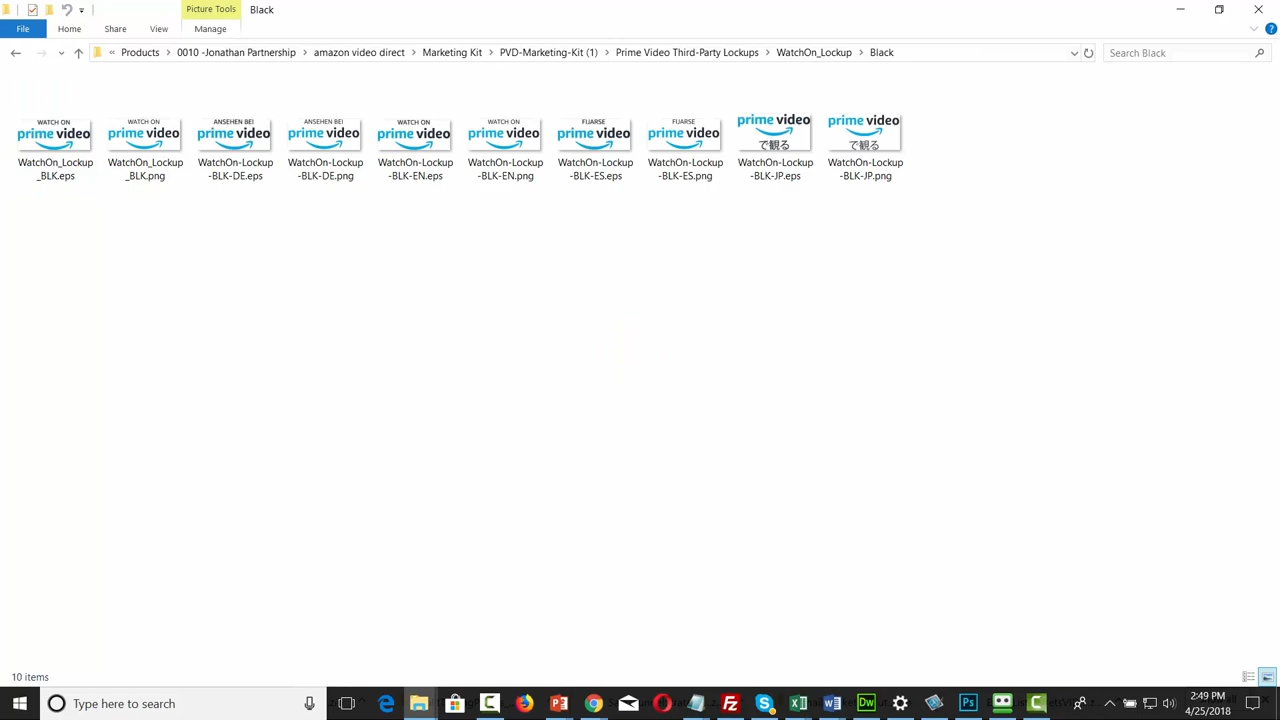 Picture Tools
Black
File
Home
Share
View
Manage
« Products > 0010 -Jonathan Partnership > amazon video direct > Marketing Kit > PVD-Marketing-Kit (1) > Prime Video Third-Party Lockups > WatchOn_Lockup > Black
Search Black
WATCH ON
prime video
WatchOn_Lockup
_BLK.eps
WATCH ON
prime video
WatchOn_Lockup
_BLK.png
ANSEHEN BEI
prime video
WatchOn-Lockup
-BLK-DE.eps
ANSEHEN BEI
prime video
WatchOn-Lockup
-BLK-DE.png
WATCH ON
prime video
WatchOn-Lockup
-BLK-EN.eps
WATCH ON
prime video
WatchOn-Lockup
-BLK-EN.png
FIJARSE
prime video
WatchOn-Lockup
-BLK-ES.eps
FIJARSE
prime video
WatchOn-Lockup
-BLK-ES.png
prime video
で観る
WatchOn-Lockup
-BLK-JP.eps
prime video
で観る
WatchOn-Lockup
-BLK-JP.png
10 items
Type here to search
2:49 PM
4/25/2018